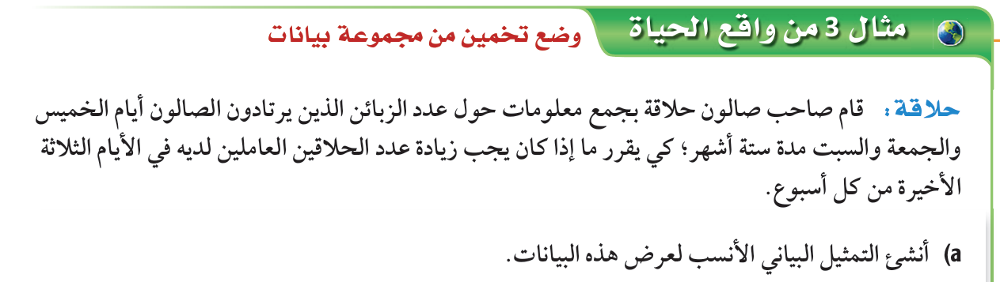 مثال 3 من واقع الحياة وضع تخمين من مجموعة بيانات
حلاقة : قام صاحب صالون حلاقة بجمع معلومات حول عدد الزبائن الذين يرتادون الصالون أيام الخميس
والجمعة والسبت مدة ستة أشهر؛ كي يقرر ما إذا كان يجب زيادة عدد الحلاقين العاملين لديه في الأيام الثلاثة
الأخيرة من كل أسبوع.
a) أنشئ التمثيل البياني الأنسب لعرض هذه البيانات.